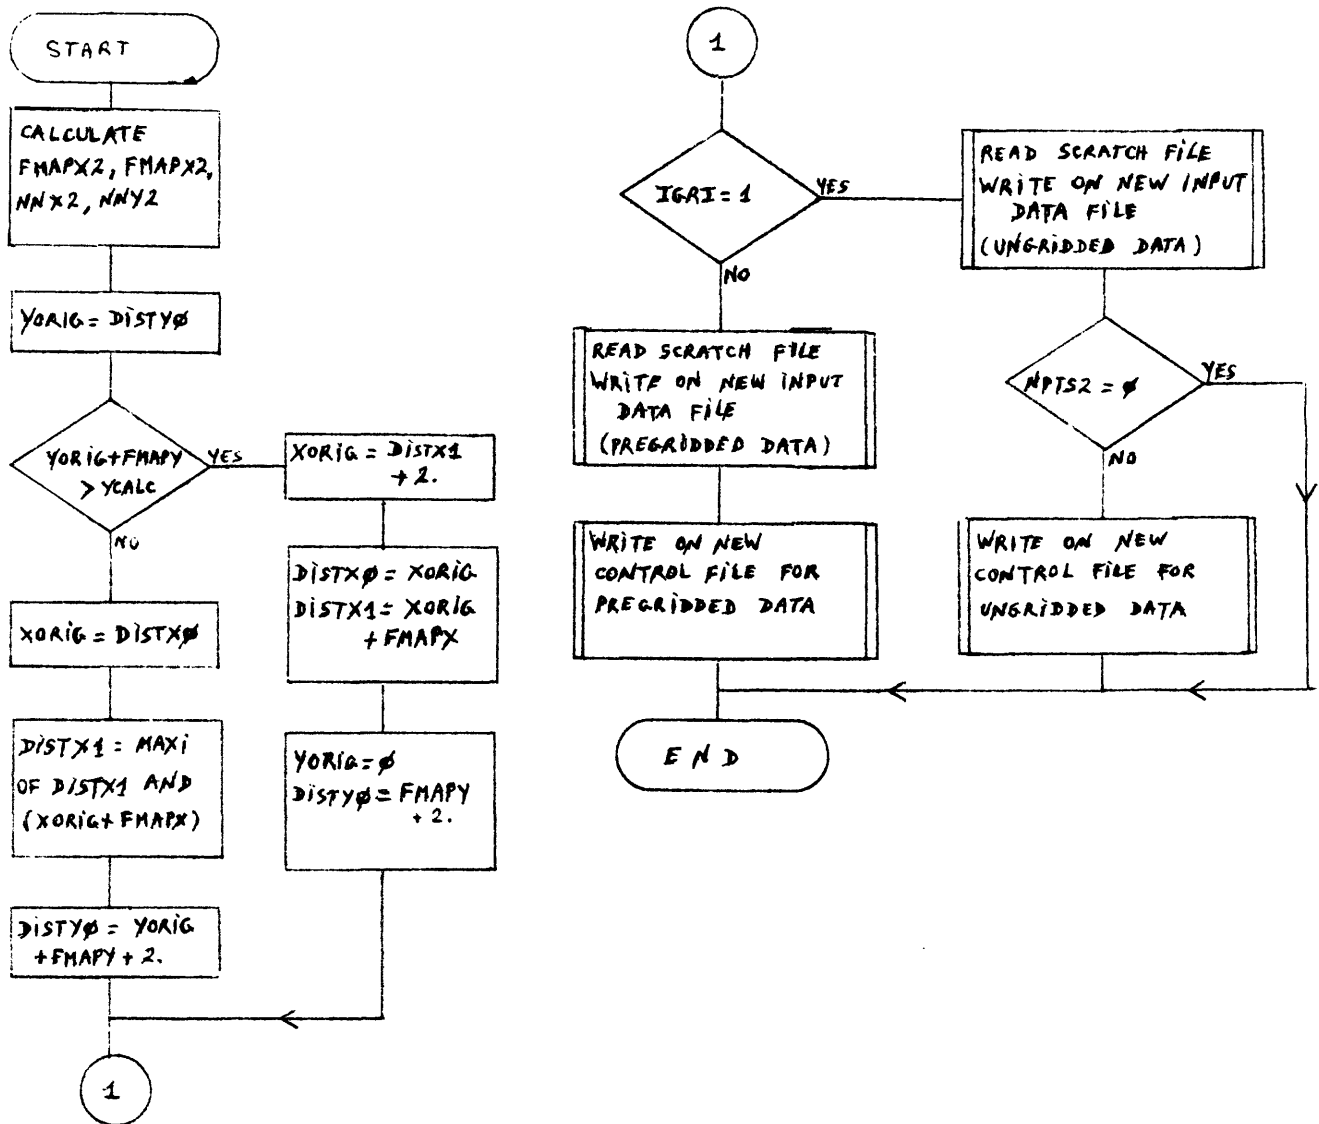 START
CALCULATE
FMAPX2, FMAPX2,
NNX2, NNY2
YORIG = DISTYØ
YORIG+FMAPY
> YCALC
YES
NO
XORIG = DISTX1
+ 2.
DISTXØ = XORIG
DISTX1 = XORIG
+ FMAPX
YORIG = Ø
DISTYØ = FMAPY
+ 2.
XORIG = DISTXØ
DISTX1 = MAXI
OF DISTX1 AND
(XORIG+FMAPX)
DISTYØ = YORIG
+FMAPY + 2.
1
1
IGRI = 1
YES
NO
READ SCRATCH FILE
WRITE ON NEW INPUT
DATA FILE
(UNGRIDDED DATA)
NPTS2 = Ø
YES
NO
WRITE ON NEW
CONTROL FILE FOR
UNGRIDDED DATA
READ SCRATCH FILE
WRITE ON NEW INPUT
DATA FILE
(PREGRIDDED DATA)
WRITE ON NEW
CONTROL FILE FOR
PREGRIDDED DATA
END